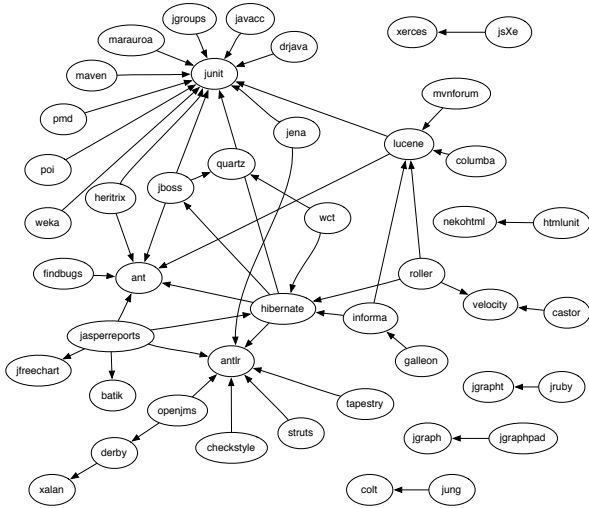 jgroups
javacc
marauroa
drjava
xerces
jsXe
maven
junit
mvnforum
pmd
jena
lucene
quartz
columba
poi
jboss
heritrix
weka
wct
nekohtml
htmlunit
findbugs
ant
roller
hibernate
informa
velocity
castor
jasperreports
jfreechart
antlr
galleon
batik
jgrapht
jruby
openjms
tapestry
struts
checkstyle
jgraph
jgraphpad
derby
xalan
colt
jung